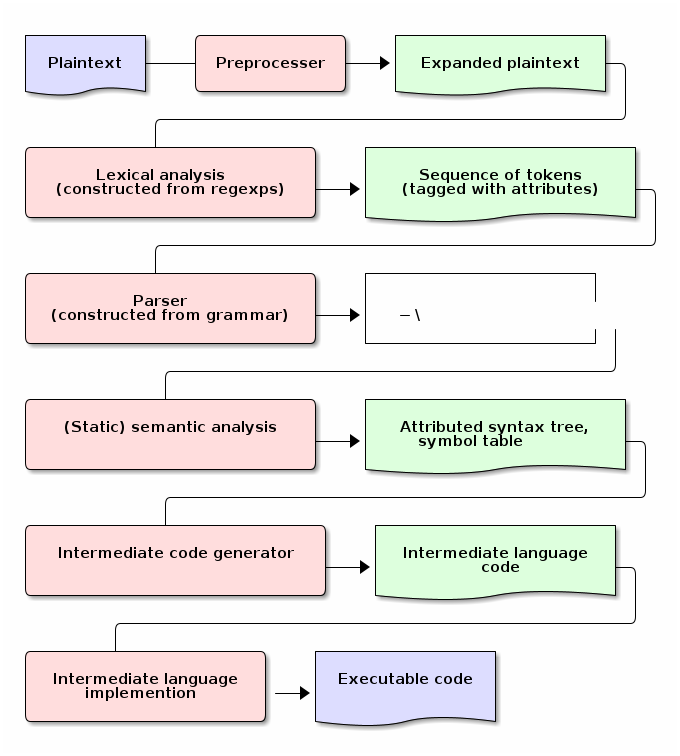 Plaintext
Preprocesser
Expanded plaintext
Lexical analysis
(constructed from regexps)
Sequence of tokens
(tagged with attributes)
Parser
(constructed from grammar)
– \
(Static) semantic analysis
Attributed syntax tree,
symbol table
Intermediate code generator
Intermediate language
code
Intermediate language
implemention
Executable code